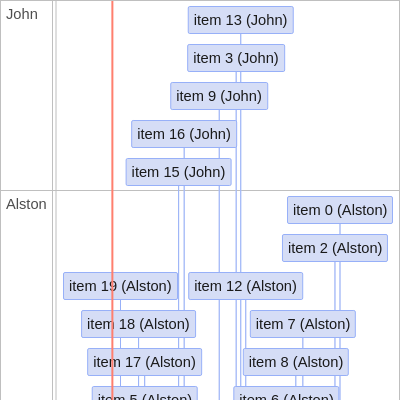 John
item 13 (John)
item 3 (John)
item 9 (John)
item 16 (John)
item 15 (John)
Alston
item 0 (Alston)
item 2 (Alston)
item 19 (Alston)
item 12 (Alston)
item 18 (Alston)
item 7 (Alston)
item 17 (Alston)
item 8 (Alston)
item 5 (Alston)
item 6 (Alston)